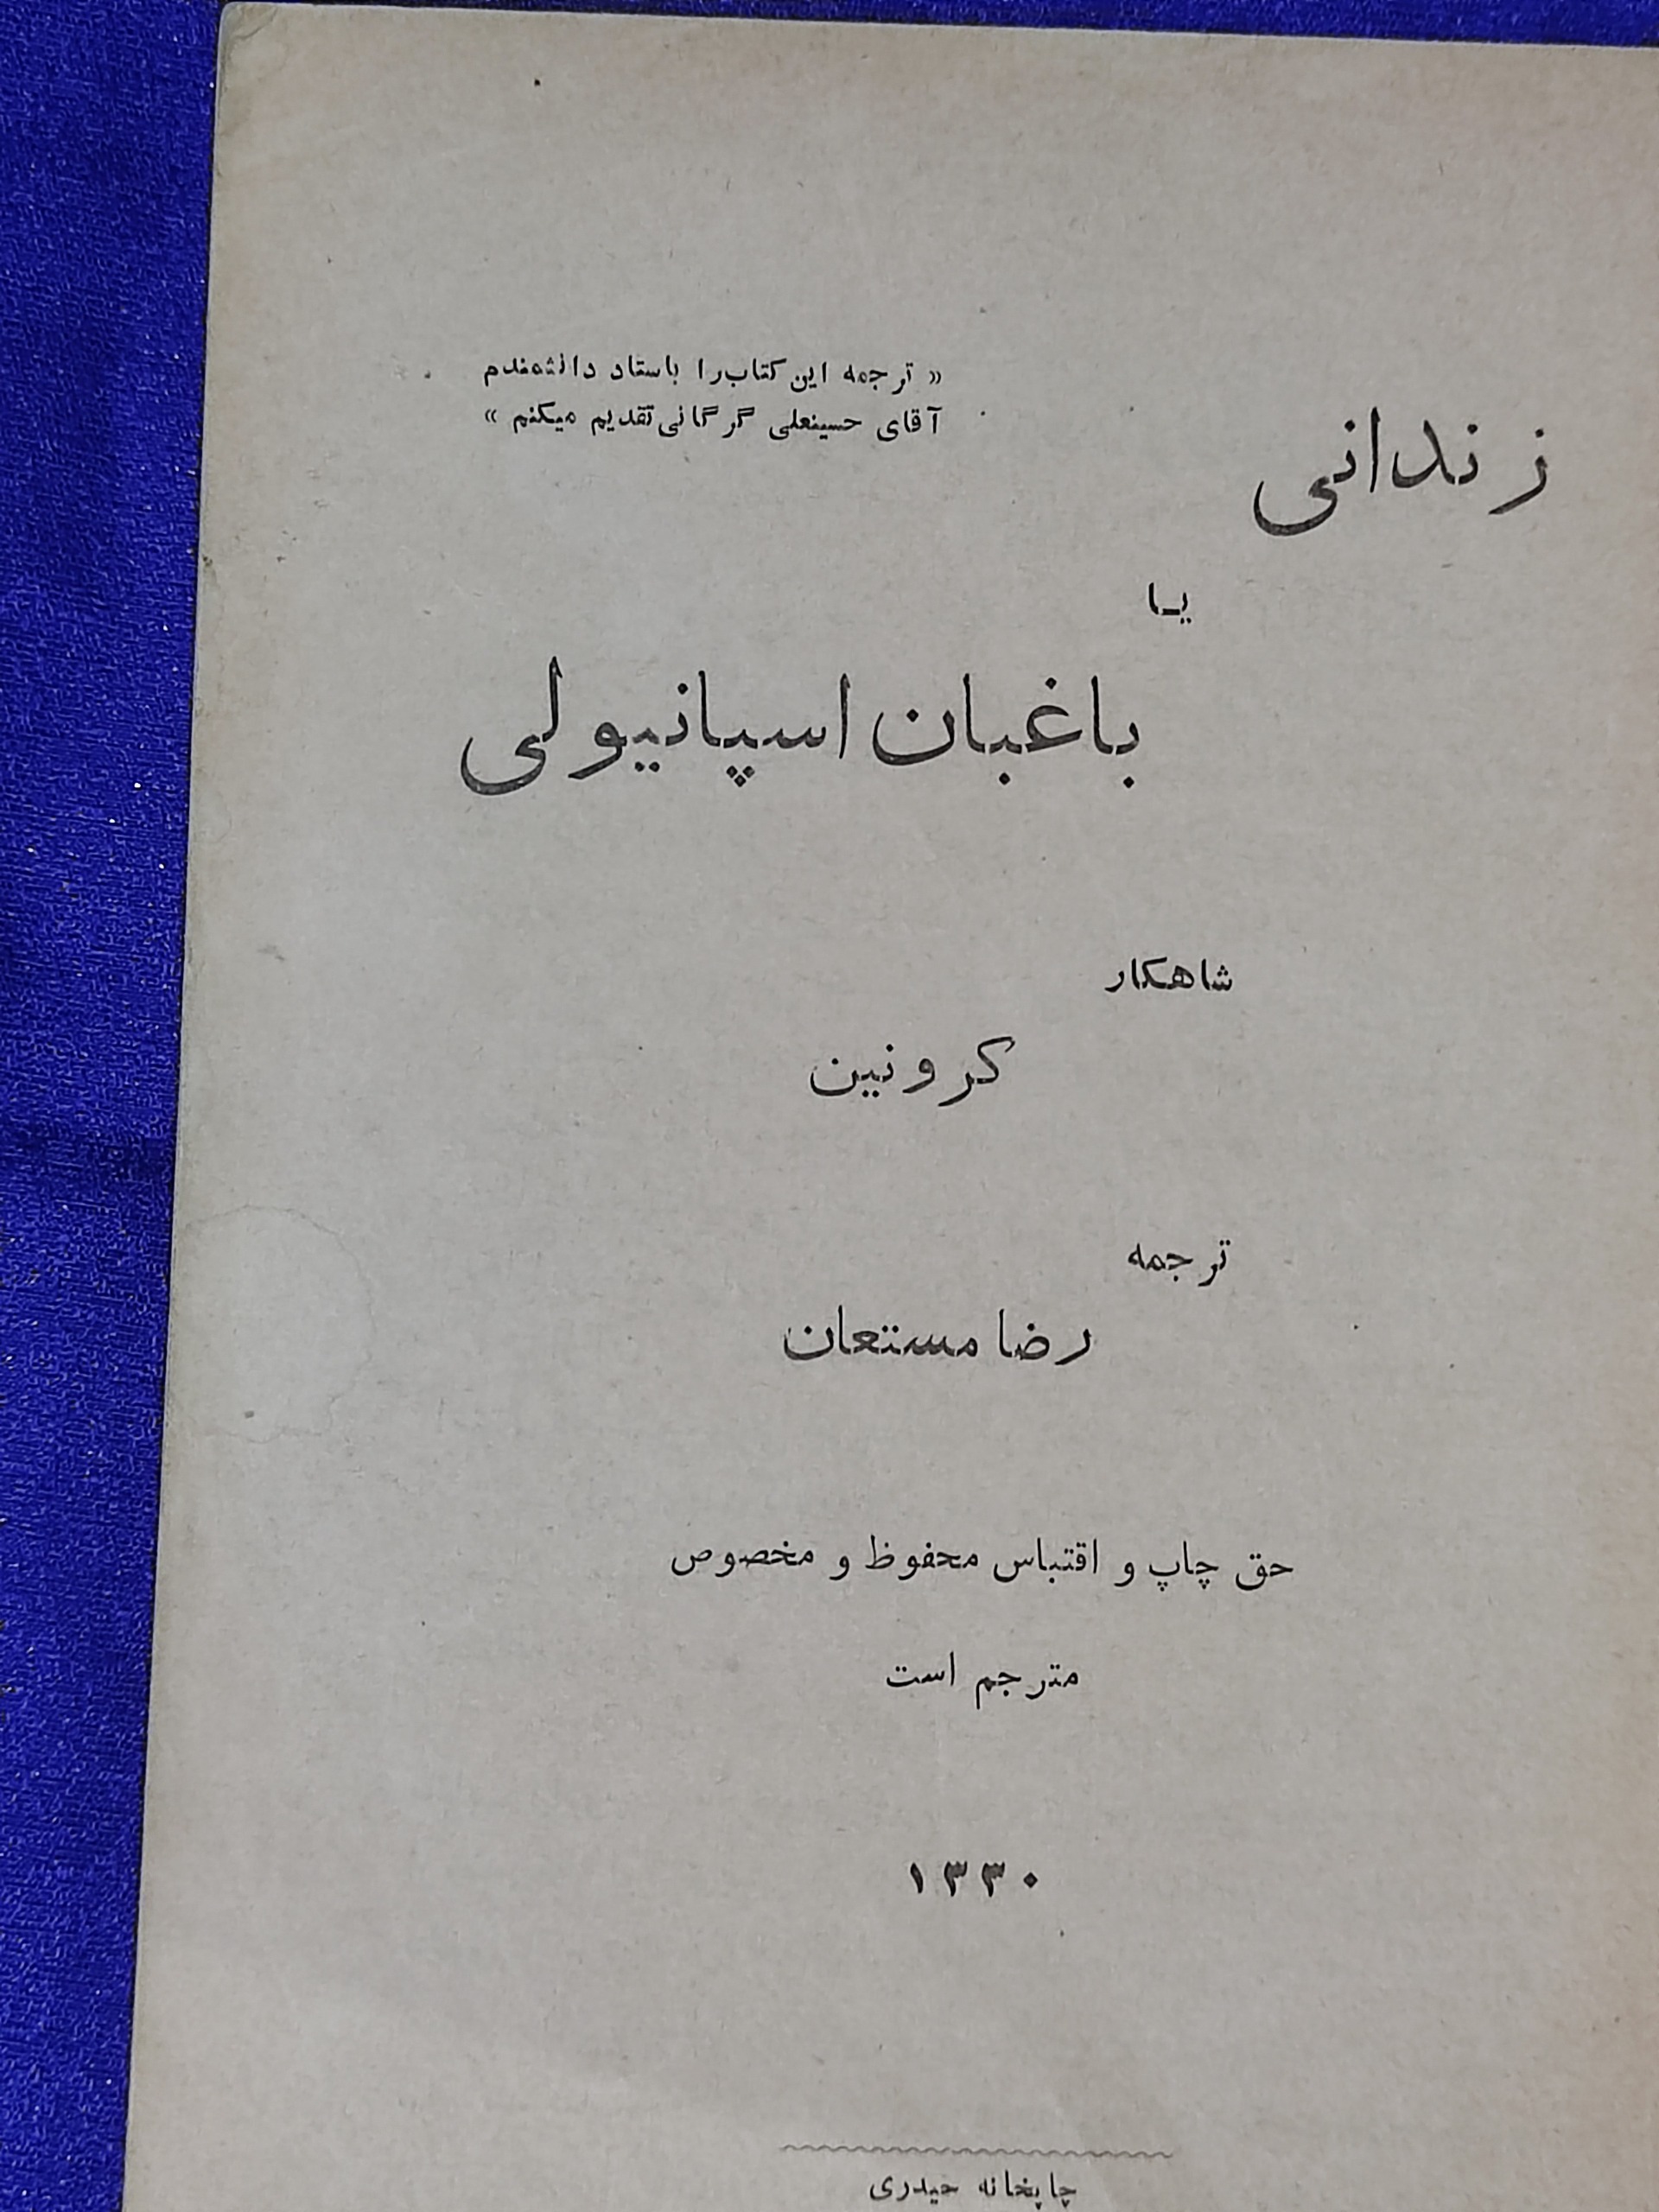 « ترجمه این کتاب را باستاد دانشمندم
آقای حسینعلی گرگانی تقدیم میکنم »
زندانی
یا
باغبان اسپانیولی
شاهکار
کرونین
ترجمه
رضا مستعان
حق چاپ و اقتباس محفوظ و مخصوص
مترجم است
۱۳۳۰
چاپخانه حیدری